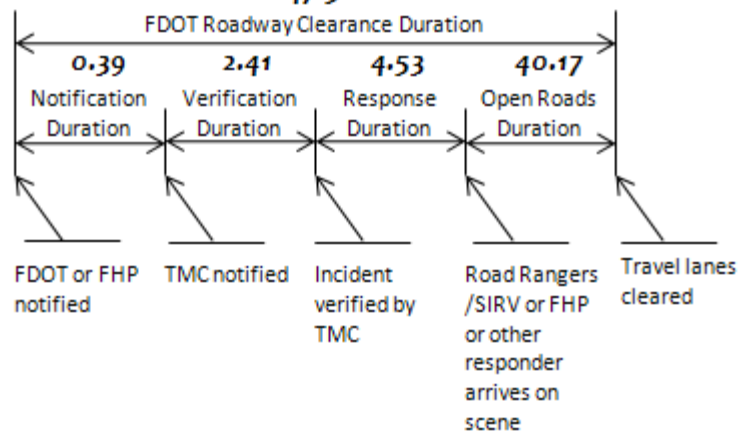 FDOT Roadway Clearance Duration
0.39 2.41 4.53 40.17
Notification Duration
Verification Duration
Response Duration
Open Roads Duration
FDOT or FHP
notified
TMC notified
Incident
verified by
TMC
Road Rangers
/SIRV or FHP
or other
responder
arrives on
scene
Travel lanes
cleared